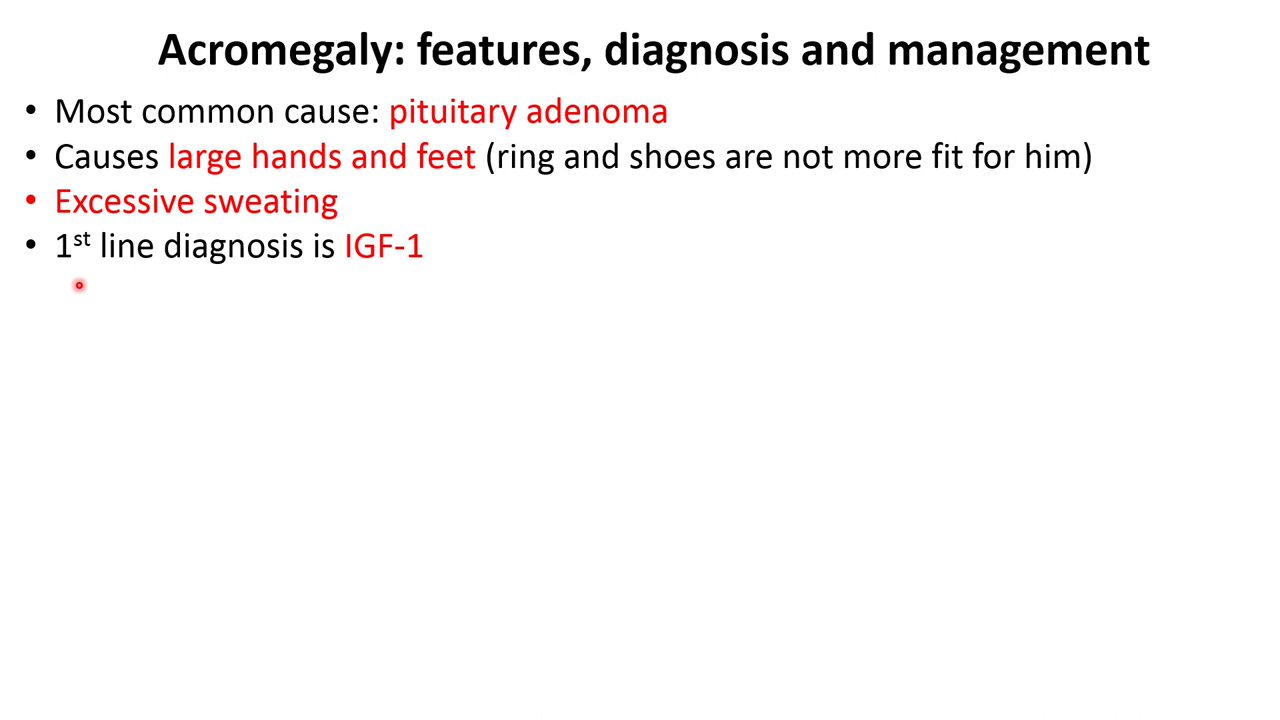 Acromegaly: features, diagnosis and management
• Most common cause: pituitary adenoma
• Causes large hands and feet (ring and shoes are not more fit for him)
• Excessive sweating
• 1st line diagnosis is IGF-1